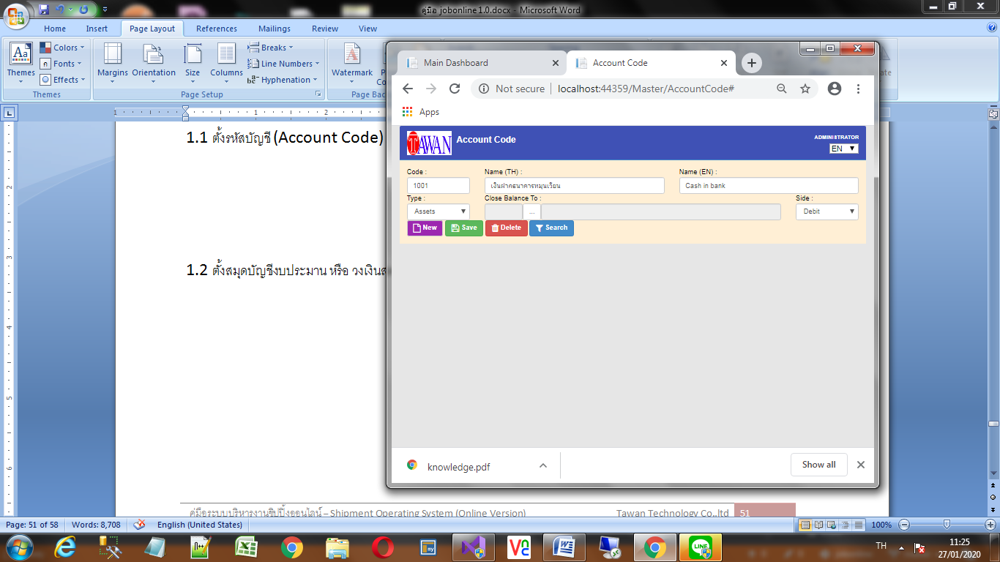 คู่มือ jobonline 1.0.docx - Microsoft Word
Home Insert Page Layout References Mailings Review View
Themes
Colors
Fonts
Effects
Themes
Margins
Orientation
Size
Columns
Breaks
Line Numbers
Hyphenation
Page Setup
Watermark
1.1 ตั้งรหัสบัญชี (Account Code)
1.2 ตั้งสมุดบัญชีงบประมาน หรือ วงเงินส
คู่มือระบบบริหารงานชิปปิ้งออนไลน์ – Shipment Operating System (Online Version) Tawan Technology Co.,ltd 51
Main Dashboard
Account Code
Not secure localhost:44359/Master/AccountCode#
Apps
TAWAN Account Code
ADMINISTRATOR
EN
Code : Name (TH) : Name (EN) :
1001 เงินฝากธนาคารหมุนเวียน Cash in bank
Type : Close Balance To : Side :
Assets ... Debit
New Save Delete Search
knowledge.pdf
Show all
Page: 51 of 58 Words: 8,708 English (United States) 100%
TH
11:25
27/01/2020